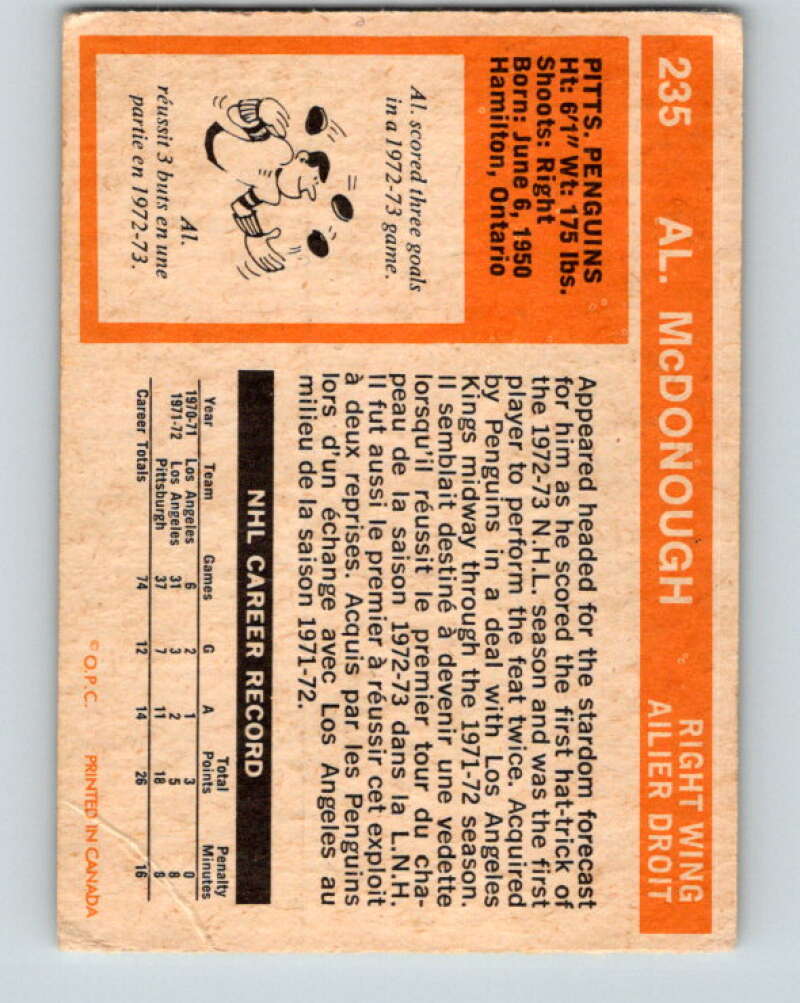 235 AL. McDONOUGH RIGHT WING
AILIER DROIT
PITTS. PENGUINS
Ht: 6'1" Wt: 175 lbs.
Shoots: Right
Born: June 6, 1950
Hamilton, Ontario
Al. scored three goals
in a 1972-73 game.
Al.
réussit 3 buts en une
partie en 1972-73.
Appeared headed for the stardom forecast
for him as he scored the first hat-trick of
the 1972-73 N.H.L. season and was the first
player to perform the feat twice. Acquired
by Penguins in a deal with Los Angeles
Kings midway through the 1971-72 season.
Il semblait destiné à devenir une vedette
lorsqu'il réussit le premier tour du cha-
peau de la saison 1972-73 dans la L.N.H.
Il fut aussi le premier à réussir cet exploit
à deux reprises. Acquis par les Penguins
lors d'un échange avec Los Angeles au
milieu de la saison 1971-72.
NHL CAREER RECORD
Year Team Games G A Total Points Penalty Minutes
1970-71 Los Angeles 6 2 1 3 0
1971-72 Los Angeles 31 3 2 5 8
Pittsburgh 37 7 11 18 8
Career Totals 74 12 14 26 16
© O.P.C. PRINTED IN CANADA